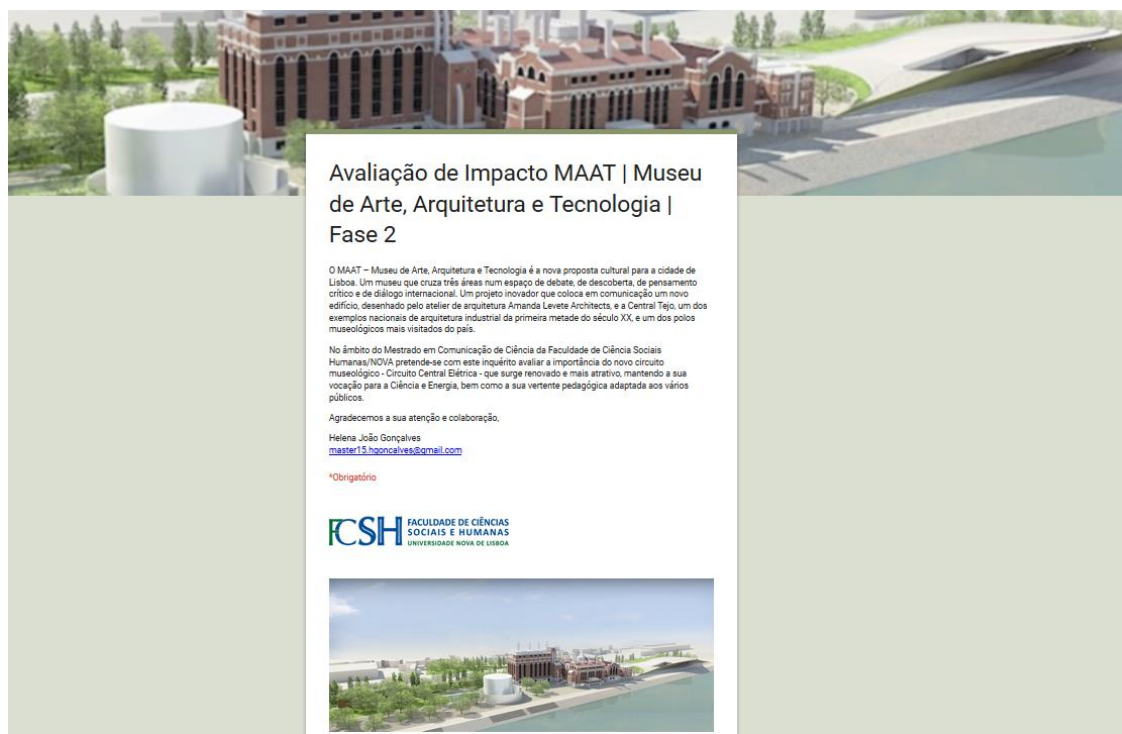 Avaliação de Impacto MAAT | Museu
de Arte, Arquitetura e Tecnologia |
Fase 2
O MAAT – Museu de Arte, Arquitetura e Tecnologia é a nova proposta cultural para a cidade de
Lisboa. Um museu que cruza três áreas num espaço de debate, de descoberta, de pensamento
crítico e de diálogo internacional. Um projeto inovador que coloca em comunicação um novo
edifício, desenhado pelo atelier de arquitetura Amanda Levete Architects, e a Central Tejo, um dos
exemplos nacionais de arquitetura industrial da primeira metade do século XX, e um dos polos
museológicos mais visitados do país.
No âmbito do Mestrado em Comunicação de Ciência da Faculdade de Ciência Sociais
Humanas/NOVA pretende-se com este inquérito avaliar a importância do novo circuito
museológico - Circuito Central Elétrica - que surge renovado e mais atrativo, mantendo a sua
vocação para a Ciência e Energia, bem como a sua vertente pedagógica adaptada aos vários
públicos.
Agradecemos a sua atenção e colaboração,
Helena João Gonçalves
master15.hgoncalves@gmail.com
*Obrigatório
FCSH FACULDADE DE CIÊNCIAS
SOCIAIS E HUMANAS
UNIVERSIDADE NOVA DE LISBOA